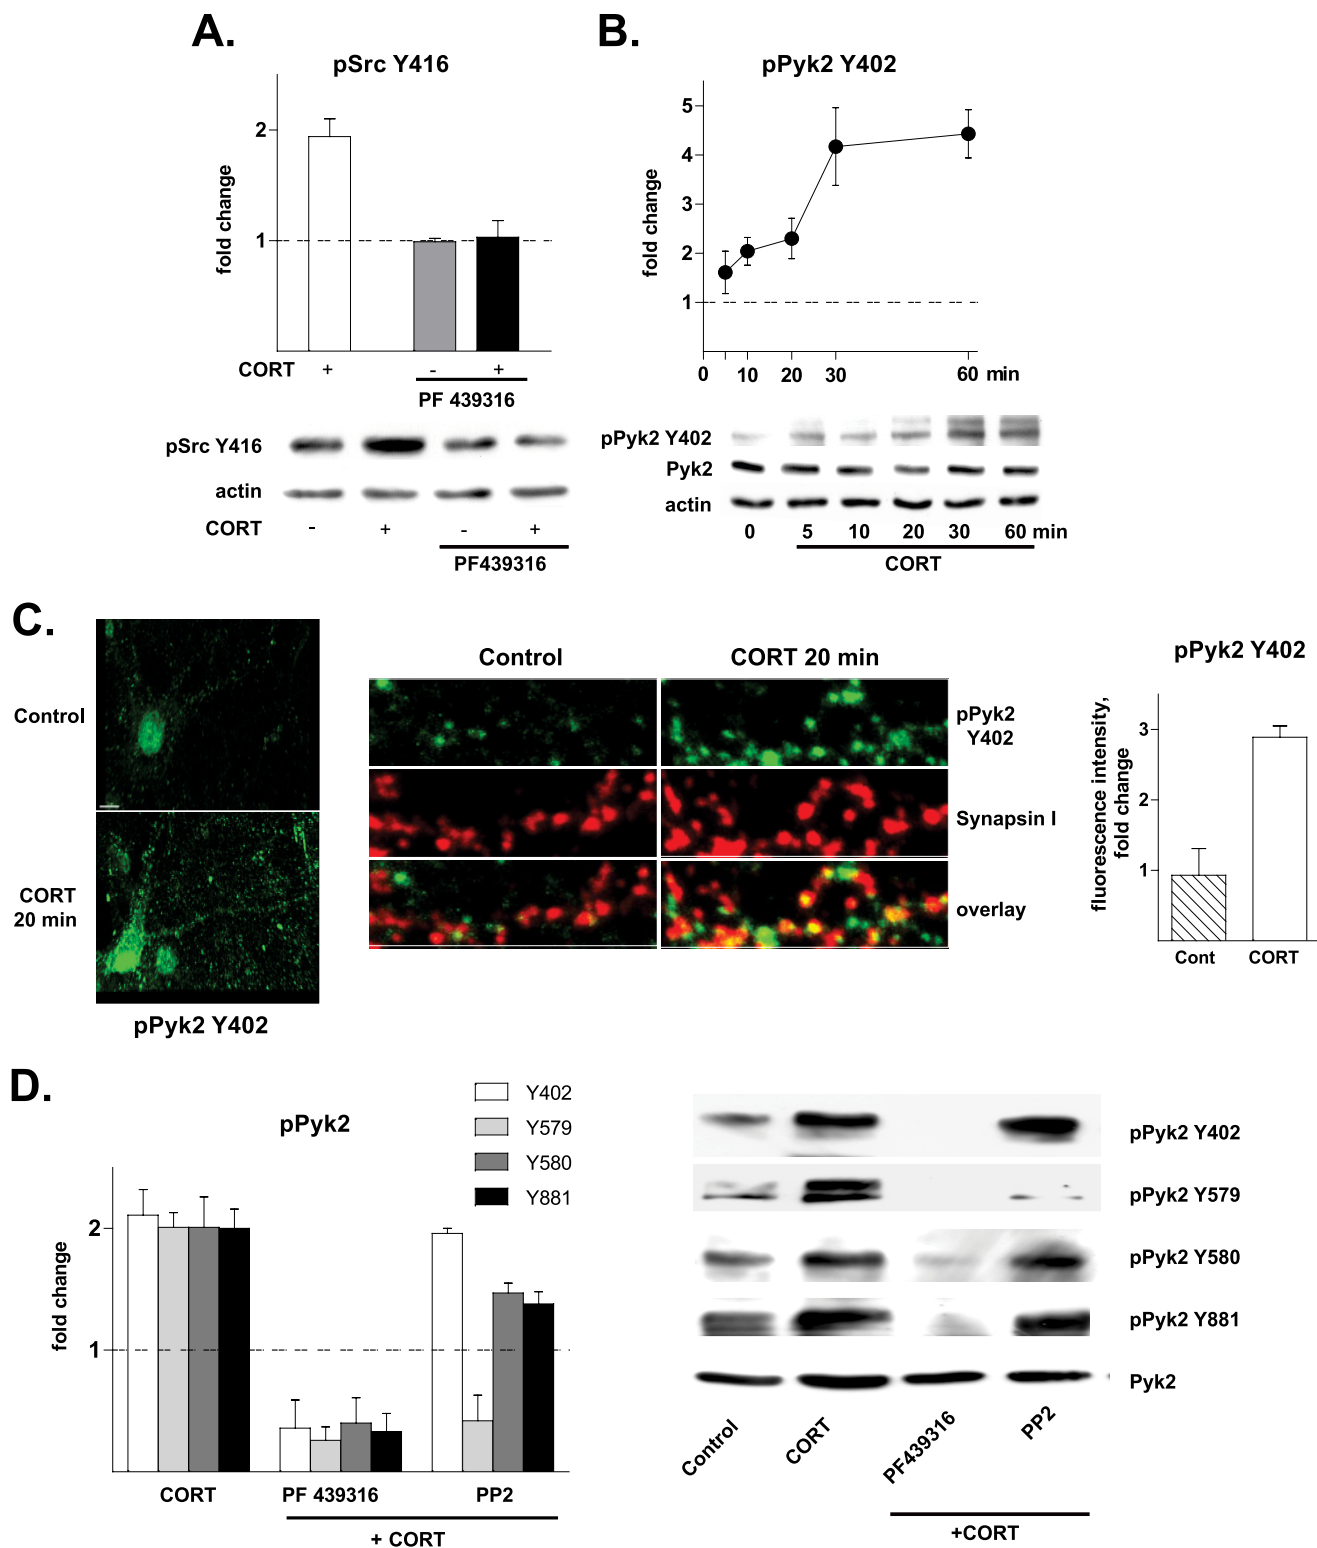 A.
pSrc Y416
fold change
2
1
CORT + - +
PF 439316
pSrc Y416
actin
CORT - + - +
PF439316
B.
pPyk2 Y402
fold change
5
4
3
2
1
0 10 20 30 60 min
pPyk2 Y402
Pyk2
actin
0 5 10 20 30 60 min
CORT
C.
Control
CORT
20 min
pPyk2 Y402
Control CORT 20 min
pPyk2
Y402
Synapsin I
overlay
pPyk2 Y402
fluorescence intensity,
fold change
3
2
1
Cont CORT
D.
pPyk2
Y402
Y579
Y580
Y881
fold change
2
1
CORT PF 439316 PP2
+ CORT
pPyk2 Y402
pPyk2 Y579
pPyk2 Y580
pPyk2 Y881
Pyk2
Control CORT PF439316 PP2
+CORT